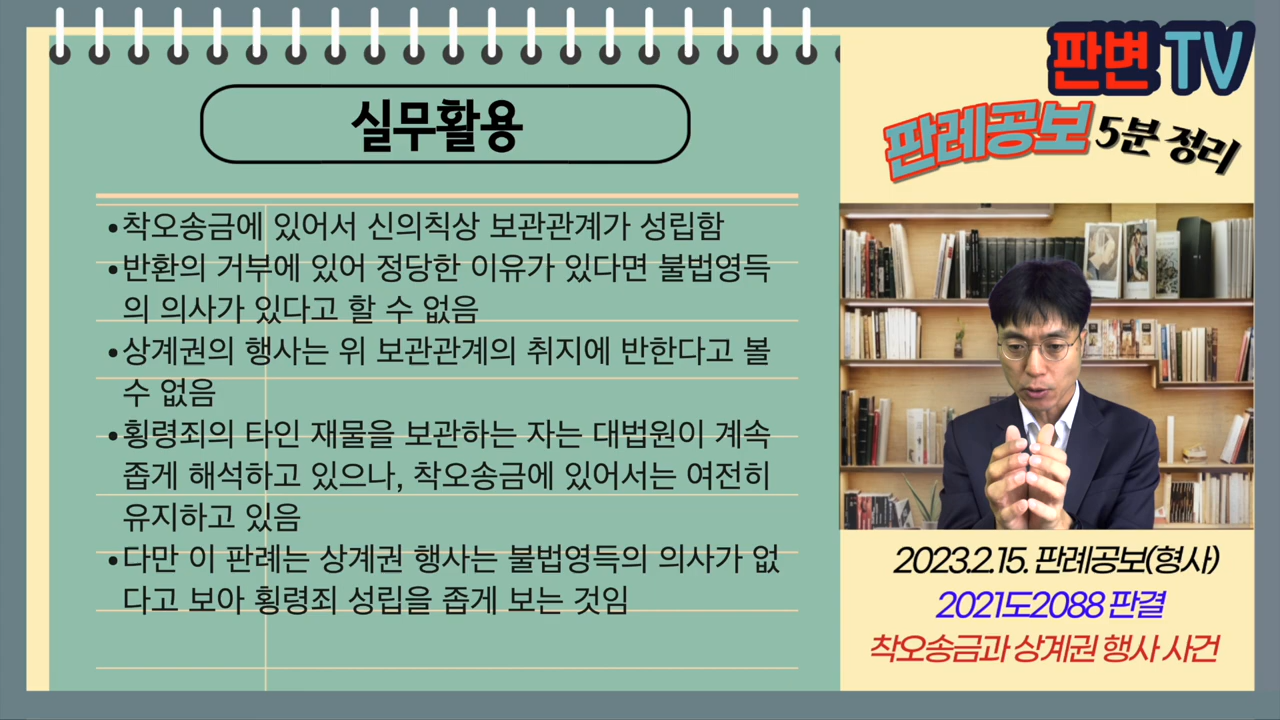 실무활용
•착오송금에 있어서 신의칙상 보관관계가 성립함
•반환의 거부에 있어 정당한 이유가 있다면 불법영득
의 의사가 있다고 할 수 없음
•상계권의 행사는 위 보관관계의 취지에 반한다고 볼
수 없음
•횡령죄의 타인 재물을 보관하는 자는 대법원이 계속
좁게 해석하고 있으나, 착오송금에 있어서는 여전히
유지하고 있음
•다만 이 판례는 상계권 행사는 불법영득의 의사가 없
다고 보아 횡령죄 성립을 좁게 보는 것임
판변 TV
판례공보 5분 정리
2023.2.15. 판례공보(형사)
2021도2088 판결
착오송금과 상계권 행사 사건